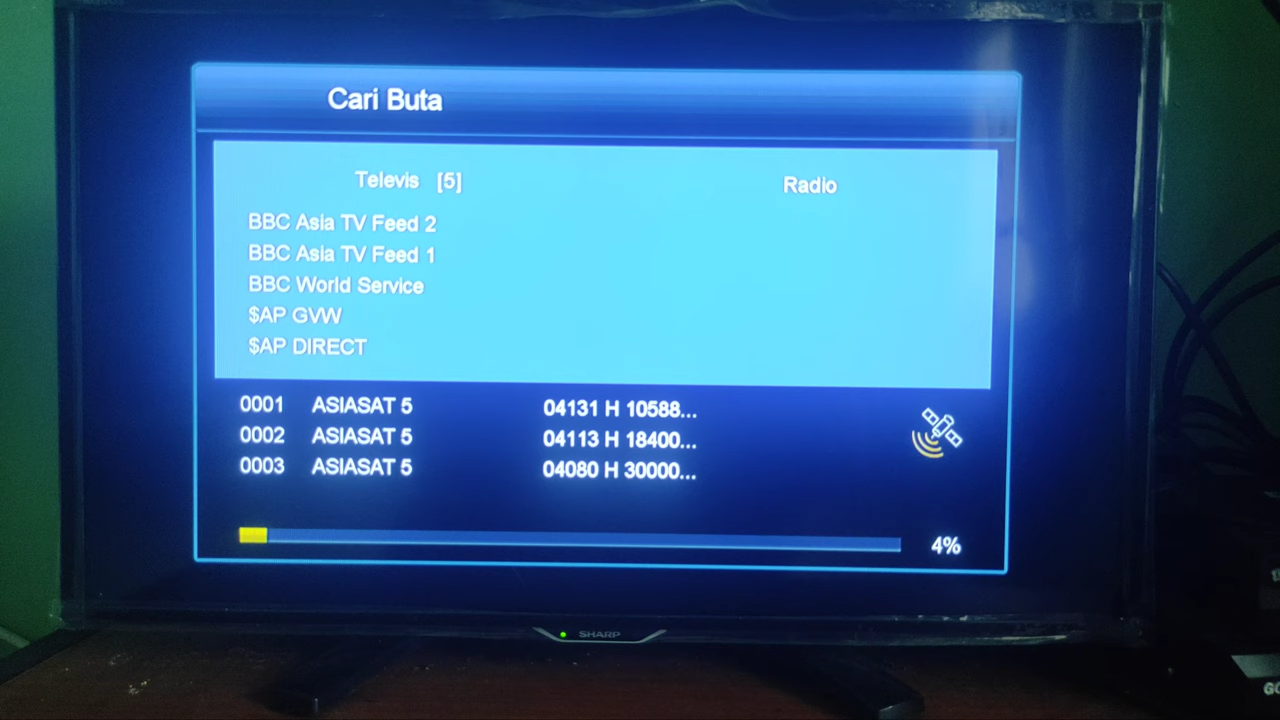 Cari Buta
Televis [5] Radio
BBC Asia TV Feed 2
BBC Asia TV Feed 1
BBC World Service
$AP GVW
$AP DIRECT
0001 ASIASAT 5 04131 H 10588...
0002 ASIASAT 5 04113 H 18400...
0003 ASIASAT 5 04080 H 30000...
4%
SHARP